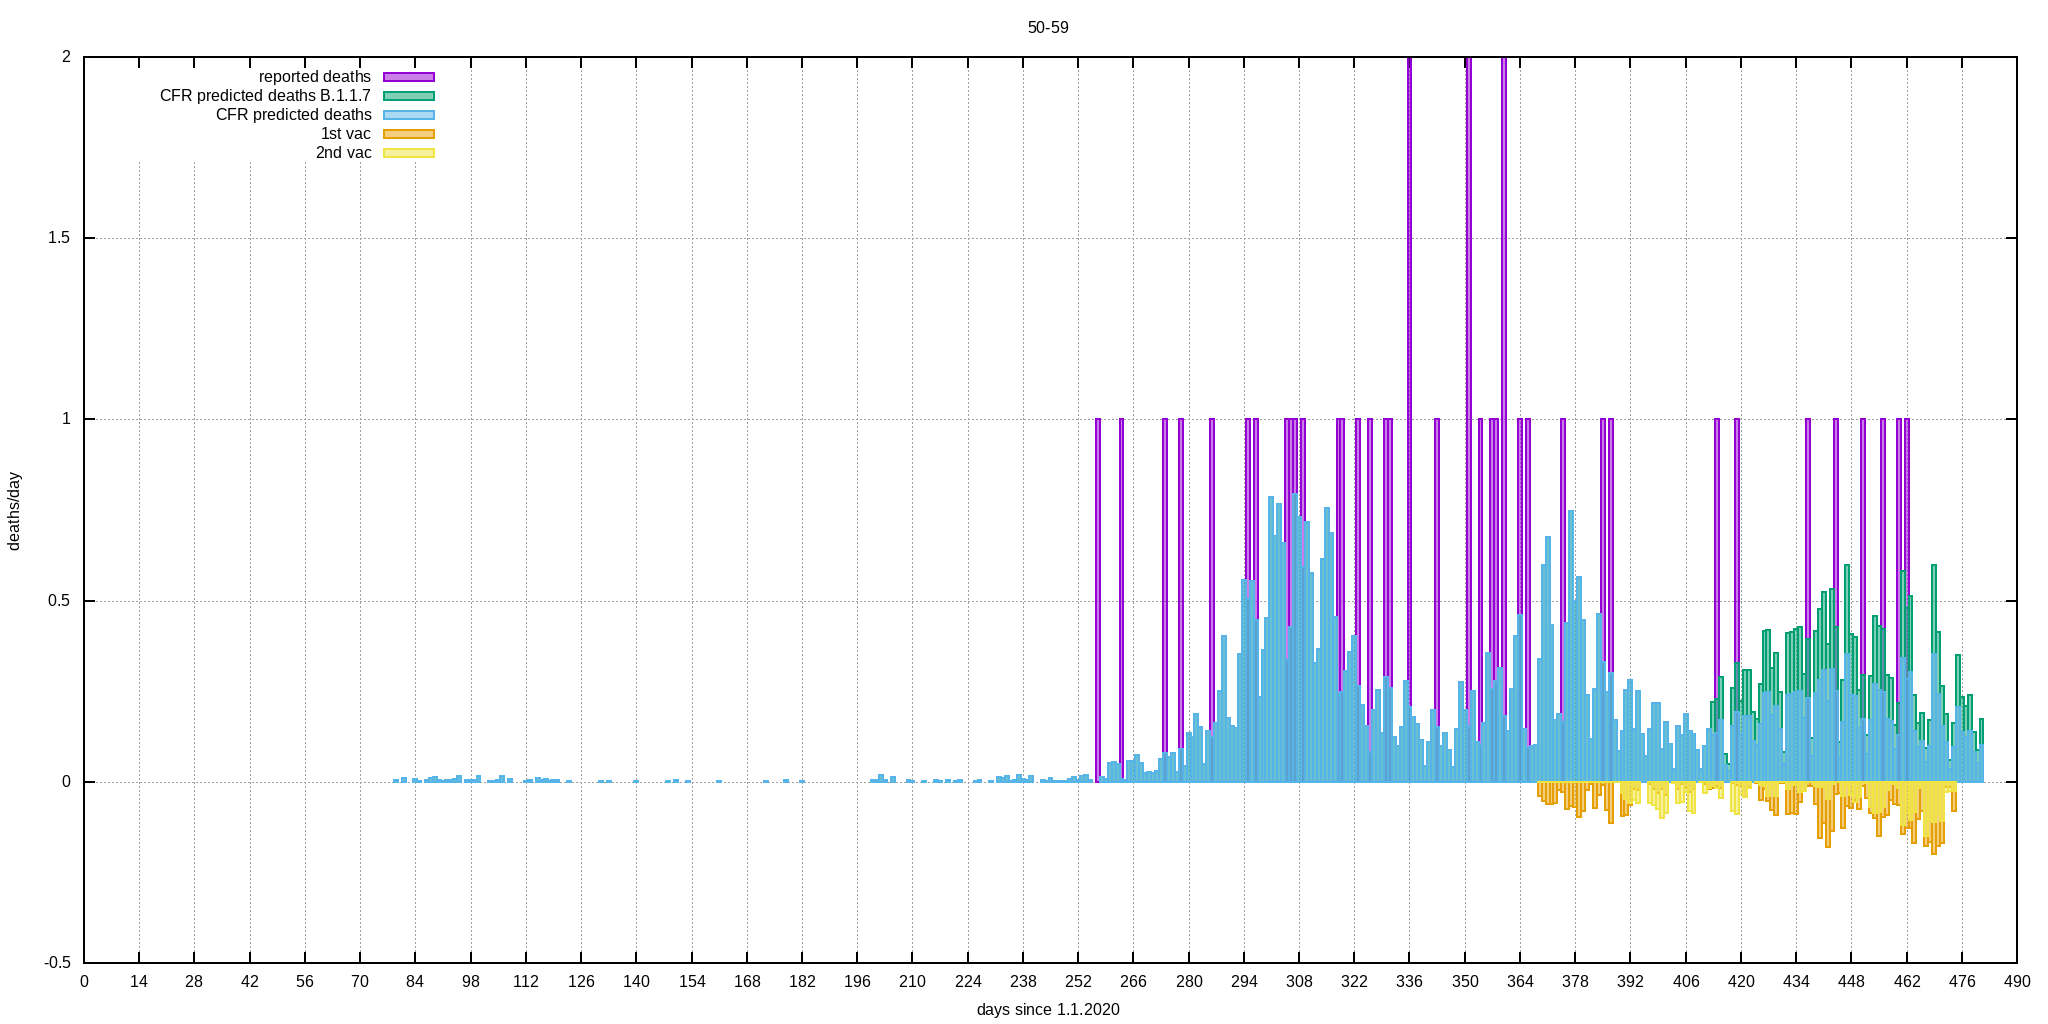 50-59
2
reported deaths
CFR predicted deaths B.1.1.7
CFR predicted deaths
1st vac
2nd vac
1.5
1
deaths/day
0.5
0
-0.5
0 14 28 42 56 70 84 98 112 126 140 154 168 182 196 210 224 238 252 266 280 294 308 322 336 350 364 378 392 406 420 434 448 462 476 490
days since 1.1.2020